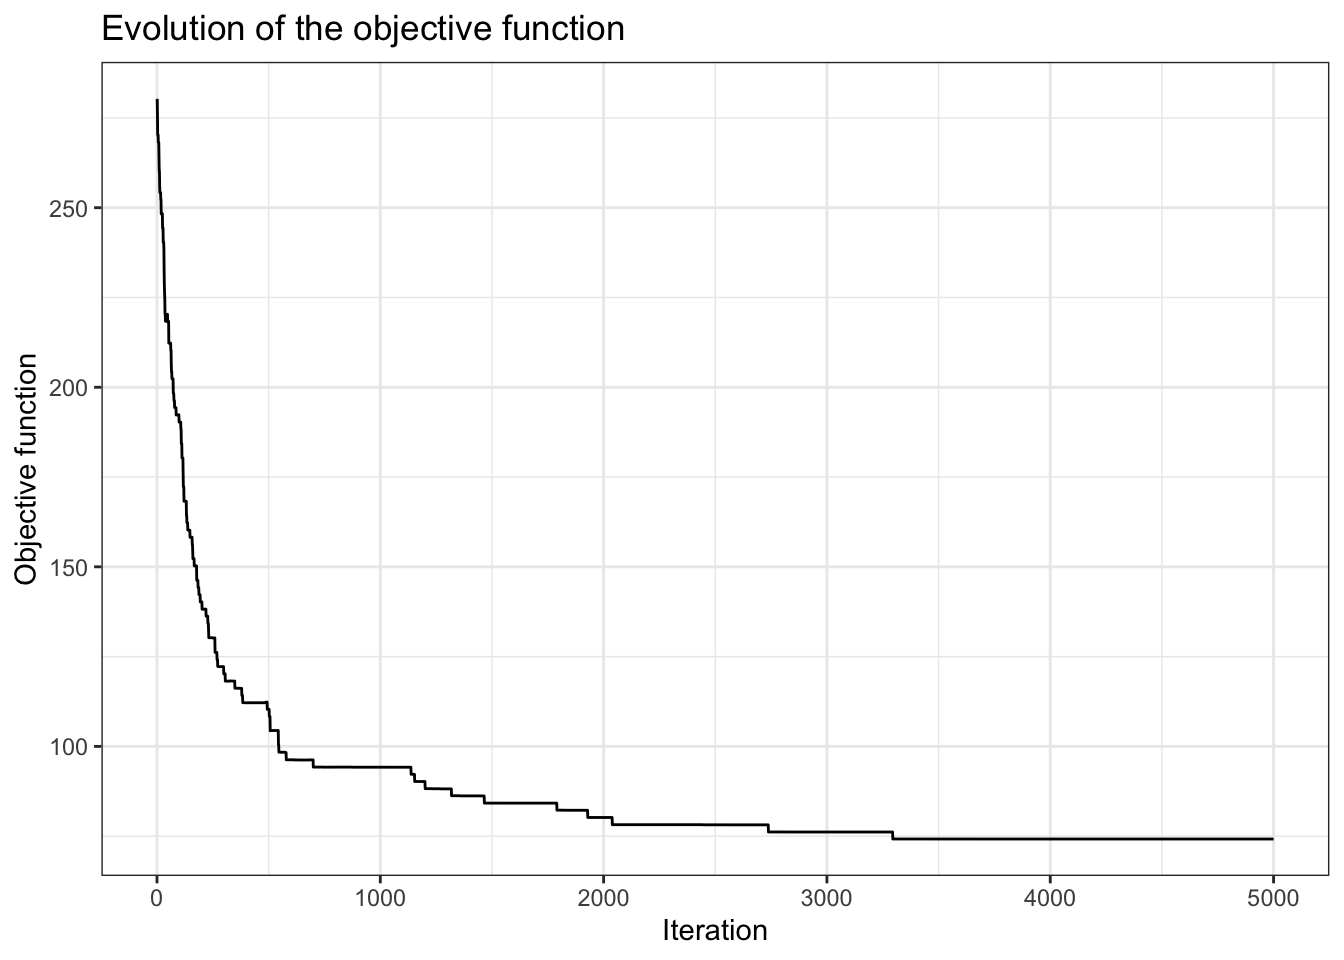 Evolution of the objective function
Objective function
250
200
150
100
0 1000 2000 3000 4000 5000
Iteration